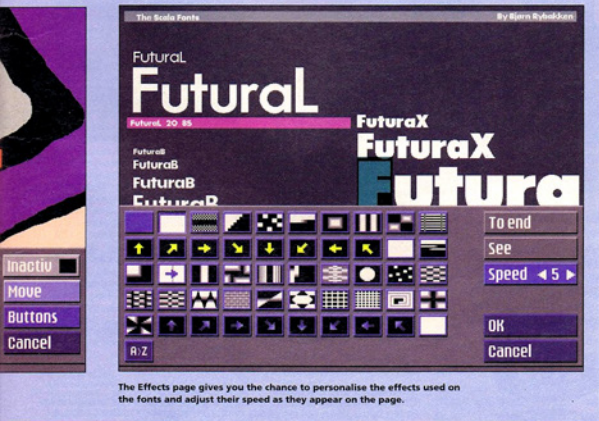 The Scala Fonts
By Bjørn Rybakken
FuturaL
FuturaL
FuturaL 20 85
FuturaB
FuturaB
FuturaB
FuturaB
FuturaX
FuturaX
Futura
Inactiv
Move
Buttons
Cancel
To end
See
Speed 5
OK
Cancel
A>Z
The Effects page gives you the chance to personalise the effects used on
the fonts and adjust their speed as they appear on the page.